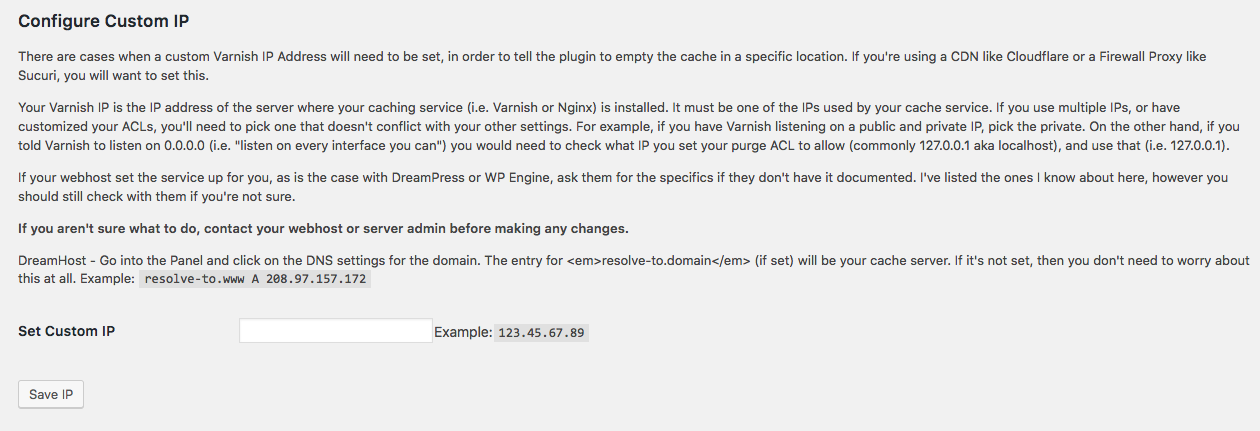 Configure Custom IP
There are cases when a custom Varnish IP Address will need to be set, in order to tell the plugin to empty the cache in a specific location. If you're using a CDN like Cloudflare or a Firewall Proxy like
Sucuri, you will want to set this.
Your Varnish IP is the IP address of the server where your caching service (i.e. Varnish or Nginx) is installed. It must be one of the IPs used by your cache service. If you use multiple IPs, or have
customized your ACLs, you'll need to pick one that doesn't conflict with your other settings. For example, if you have Varnish listening on a public and private IP, pick the private. On the other hand, if you
told Varnish to listen on 0.0.0.0 (i.e. "listen on every interface you can") you would need to check what IP you set your purge ACL to allow (commonly 127.0.0.1 aka localhost), and use that (i.e. 127.0.0.1).
If your webhost set the service up for you, as is the case with DreamPress or WP Engine, ask them for the specifics if they don't have it documented. I've listed the ones I know about here, however you
should still check with them if you're not sure.
If you aren't sure what to do, contact your webhost or server admin before making any changes.
DreamHost - Go into the Panel and click on the DNS settings for the domain. The entry for <em>resolve-to.domain</em> (if set) will be your cache server. If it's not set, then you don't need to worry about
this at all. Example: resolve-to.www A 208.97.157.172
Set Custom IP Example: 123.45.67.89
Save IP